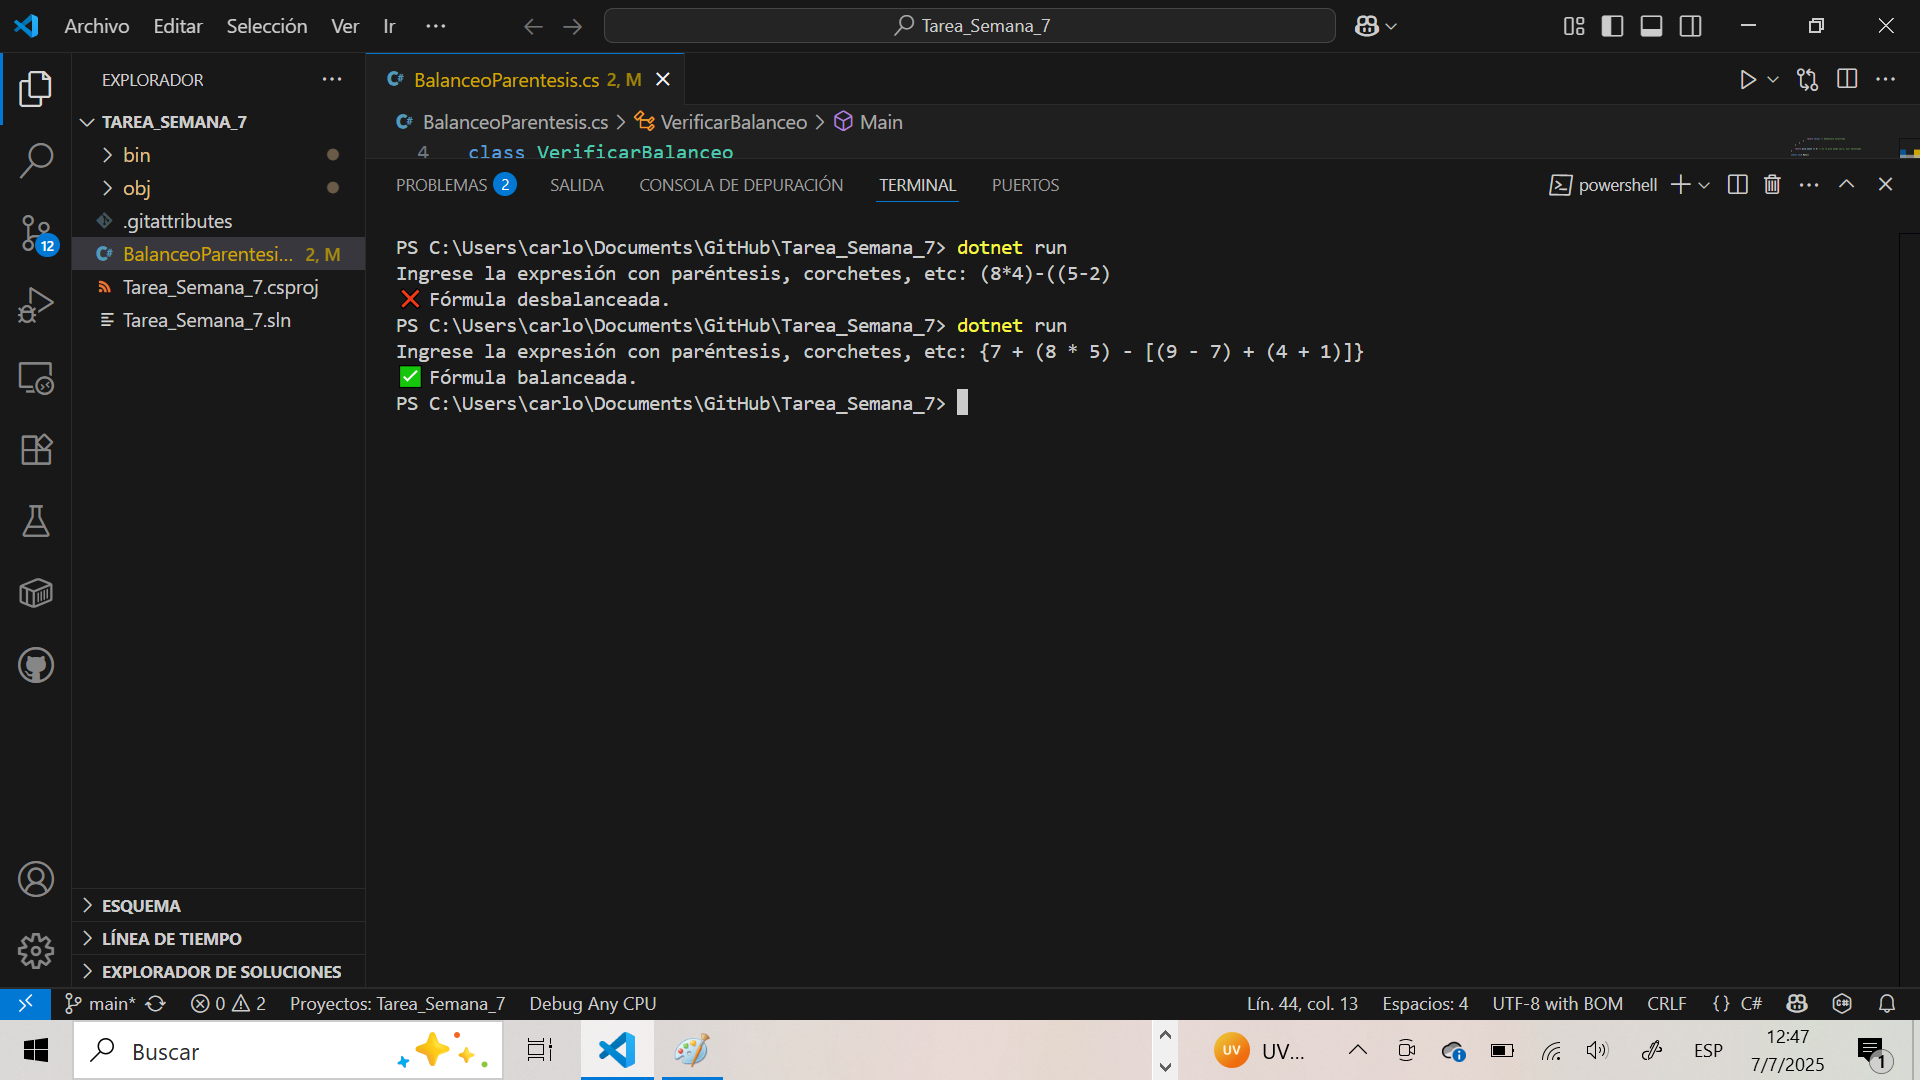 Archivo Editar Selección Ver Ir ··· Tarea_Semana_7
EXPLORADOR ···
TAREA_SEMANA_7
bin
obj
.gitattributes
BalanceoParentesi... 2, M
Tarea_Semana_7.csproj
Tarea_Semana_7.sln
ESQUEMA
LÍNEA DE TIEMPO
EXPLORADOR DE SOLUCIONES
12
BalanceoParentesis.cs 2, M
BalanceoParentesis.cs > VerificarBalanceo > Main
4 class VerificarBalanceo
PROBLEMAS 2 SALIDA CONSOLA DE DEPURACIÓN TERMINAL PUERTOS powershell
PS C:\Users\carlo\Documents\GitHub\Tarea_Semana_7> dotnet run
Ingrese la expresión con paréntesis, corchetes, etc: (8*4)-((5-2)
❌ Fórmula desbalanceada.
PS C:\Users\carlo\Documents\GitHub\Tarea_Semana_7> dotnet run
Ingrese la expresión con paréntesis, corchetes, etc: {7 + (8 * 5) - [(9 - 7) + (4 + 1)]}
✅ Fórmula balanceada.
PS C:\Users\carlo\Documents\GitHub\Tarea_Semana_7>
main* 0 2 Proyectos: Tarea_Semana_7 Debug Any CPU Lín. 44, col. 13 Espacios: 4 UTF-8 with BOM CRLF {} C#
Buscar UV UV... ESP 12:47
7/7/2025 1